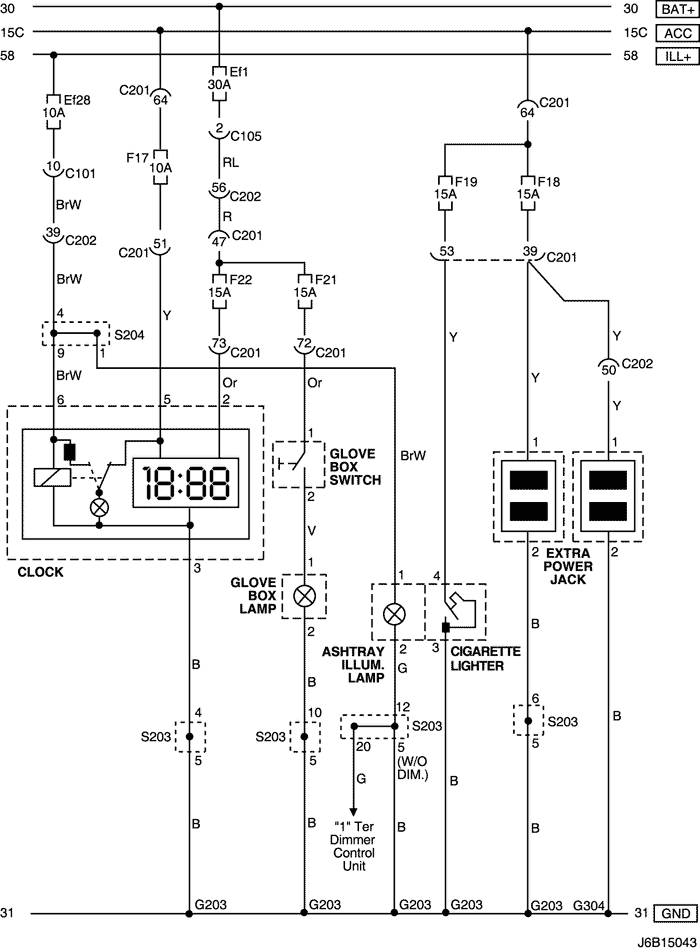 30 30 BAT+
15C 15C ACC
58 58 ILL+
Ef28
10A
C201
64
Ef1
30A
C201
64
10
C101
F17
10A
2
C105
F19
15A
F18
15A
BrW
RL
39
C202
56
C202
R
C201
51
C201
47
53
39
C201
BrW
F22
15A
F21
15A
4
S204
9 1
Y
73
C201
72
C201
Y
Y
C202
50
BrW
Or
Or
Y
Y
6 5 2
1
GLOVE
BOX
SWITCH
BrW
1 1
18:88
2
V
CLOCK
3
2 2
EXTRA
POWER
JACK
1
GLOVE
BOX
LAMP
2
1 4
2 3
ASHTRAY
ILLUM.
LAMP
CIGARETTE
LIGHTER
G
B
B
B
B
4
S203
5
10
S203
5
12
S203
20 5
(W/O
DIM.)
6
S203
5
G
B
B
B
B
B
"1" Ter
Dimmer
Control
Unit
31 G203 G203 G203 G203 G203 G304 31 GND
J6B15043